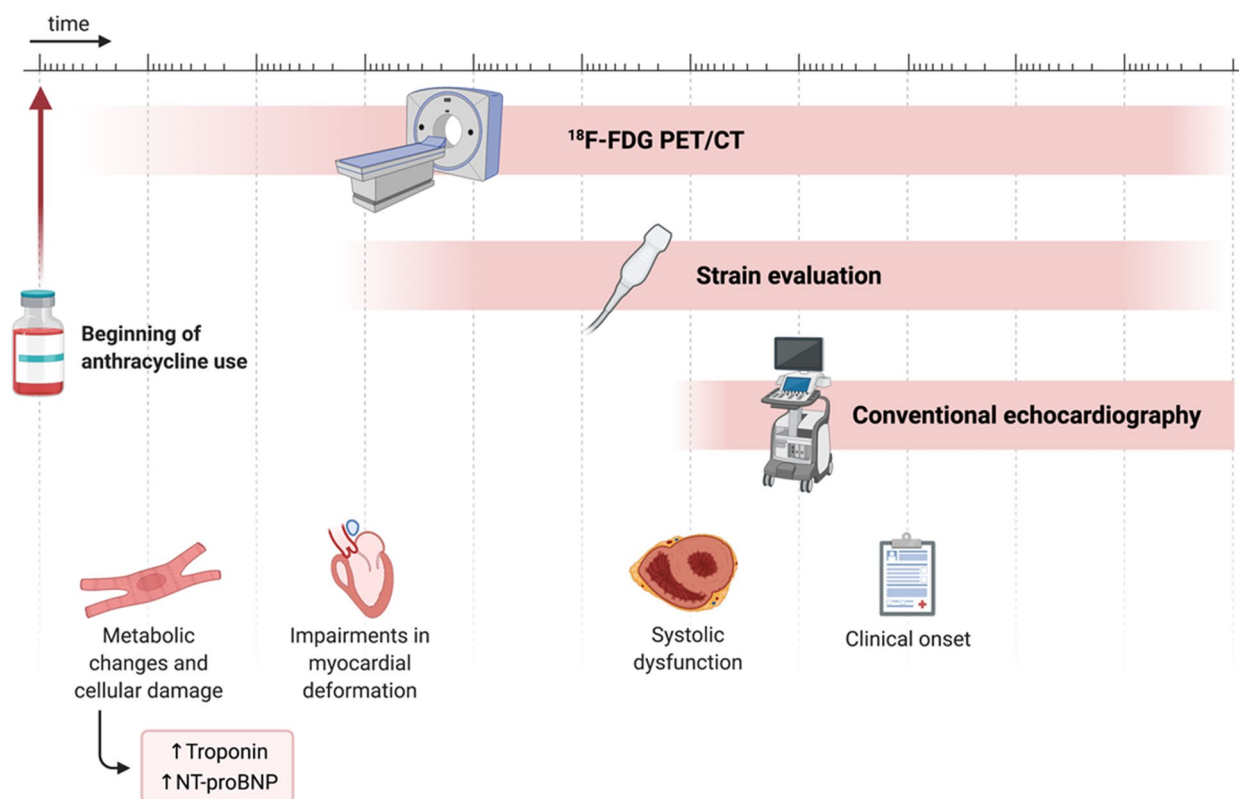 time
¹⁸F-FDG PET/CT
Strain evaluation
Beginning of
anthracycline use
Conventional echocardiography
Metabolic
changes and
cellular damage
Impairments in
myocardial
deformation
Systolic
dysfunction
Clinical onset
↑Troponin
↑NT-proBNP